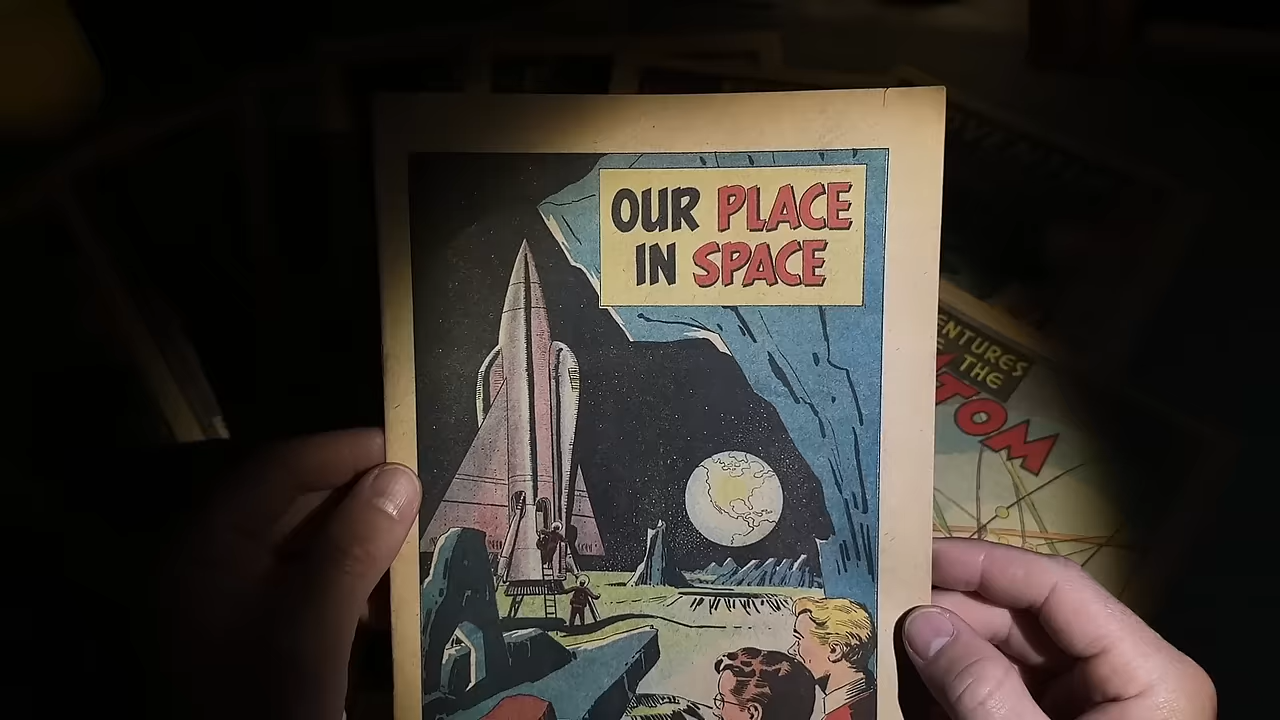 OUR PLACE
IN SPACE
ENTURES
THE
TOM